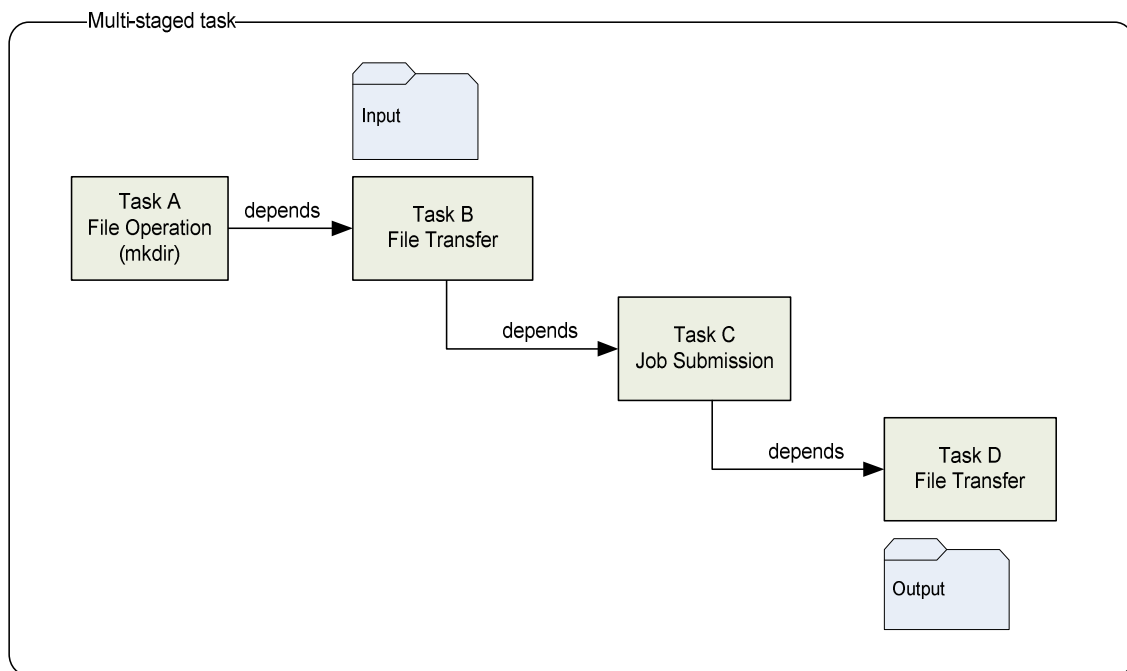 Multi-staged task
Input
Task A
File Operation
(mkdir)
depends
Task B
File Transfer
depends
Task C
Job Submission
depends
Task D
File Transfer
Output